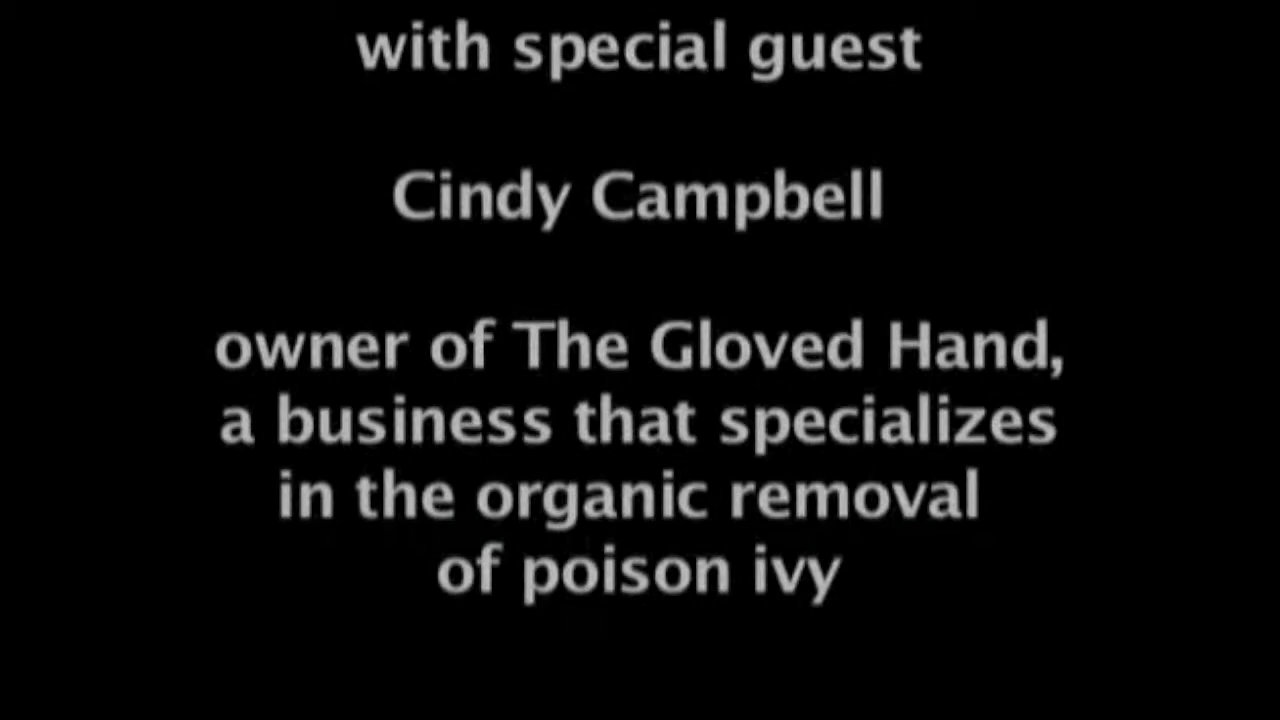 with special guest
Cindy Campbell
owner of The Gloved Hand,
a business that specializes
in the organic removal
of poison ivy